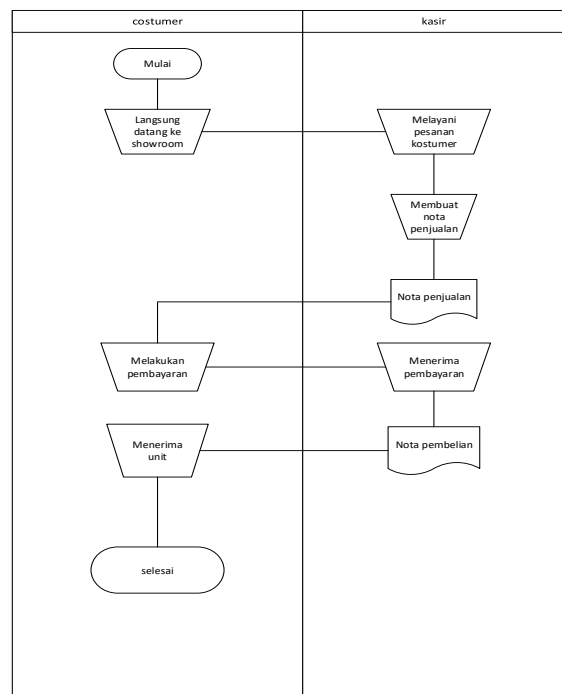 costumer
kasir
Mulai
Langsung
datang ke
showroom
Melayani
pesanan
kostumer
Membuat
nota
penjualan
Nota penjualan
Melakukan
pembayaran
Menerima
pembayaran
Nota pembelian
Menerima
unit
selesai